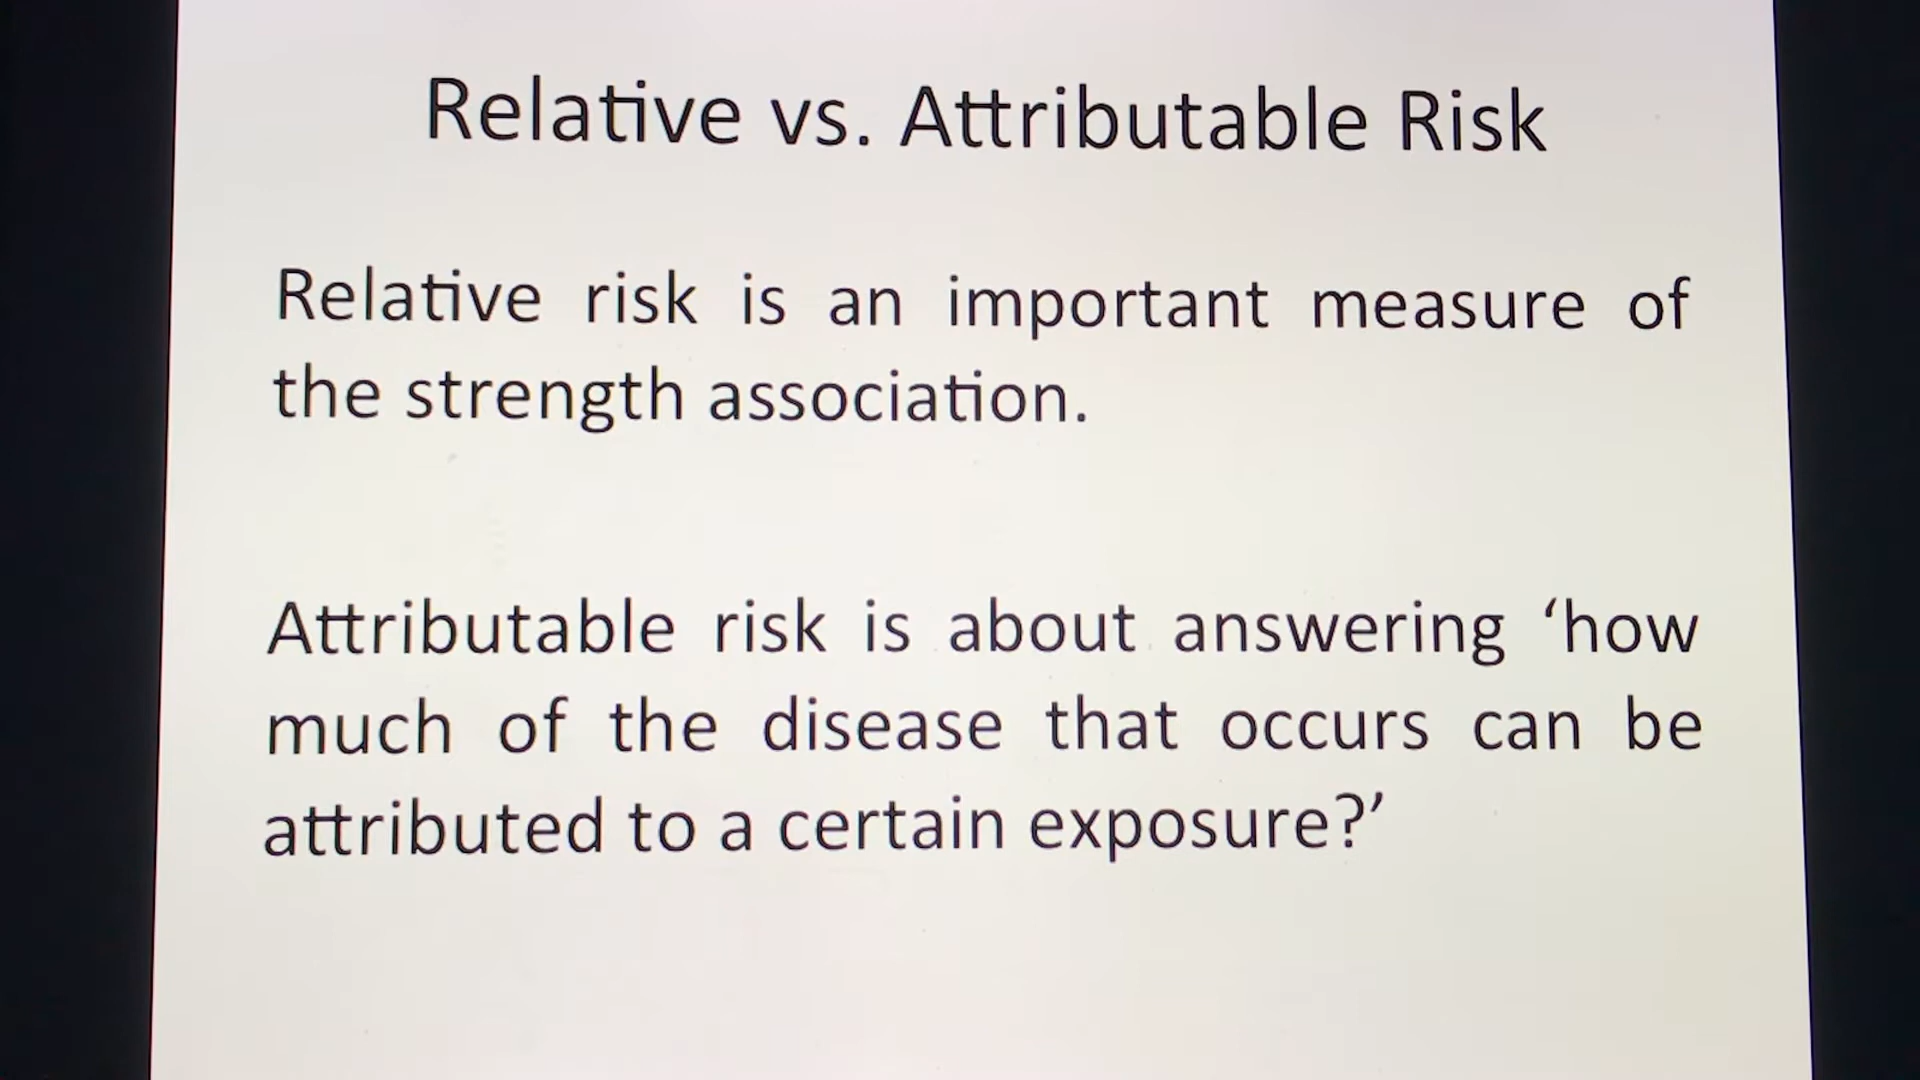 Relative vs. Attributable Risk
Relative risk is an important measure of
the strength association.
Attributable risk is about answering ‘how
much of the disease that occurs can be
attributed to a certain exposure?’